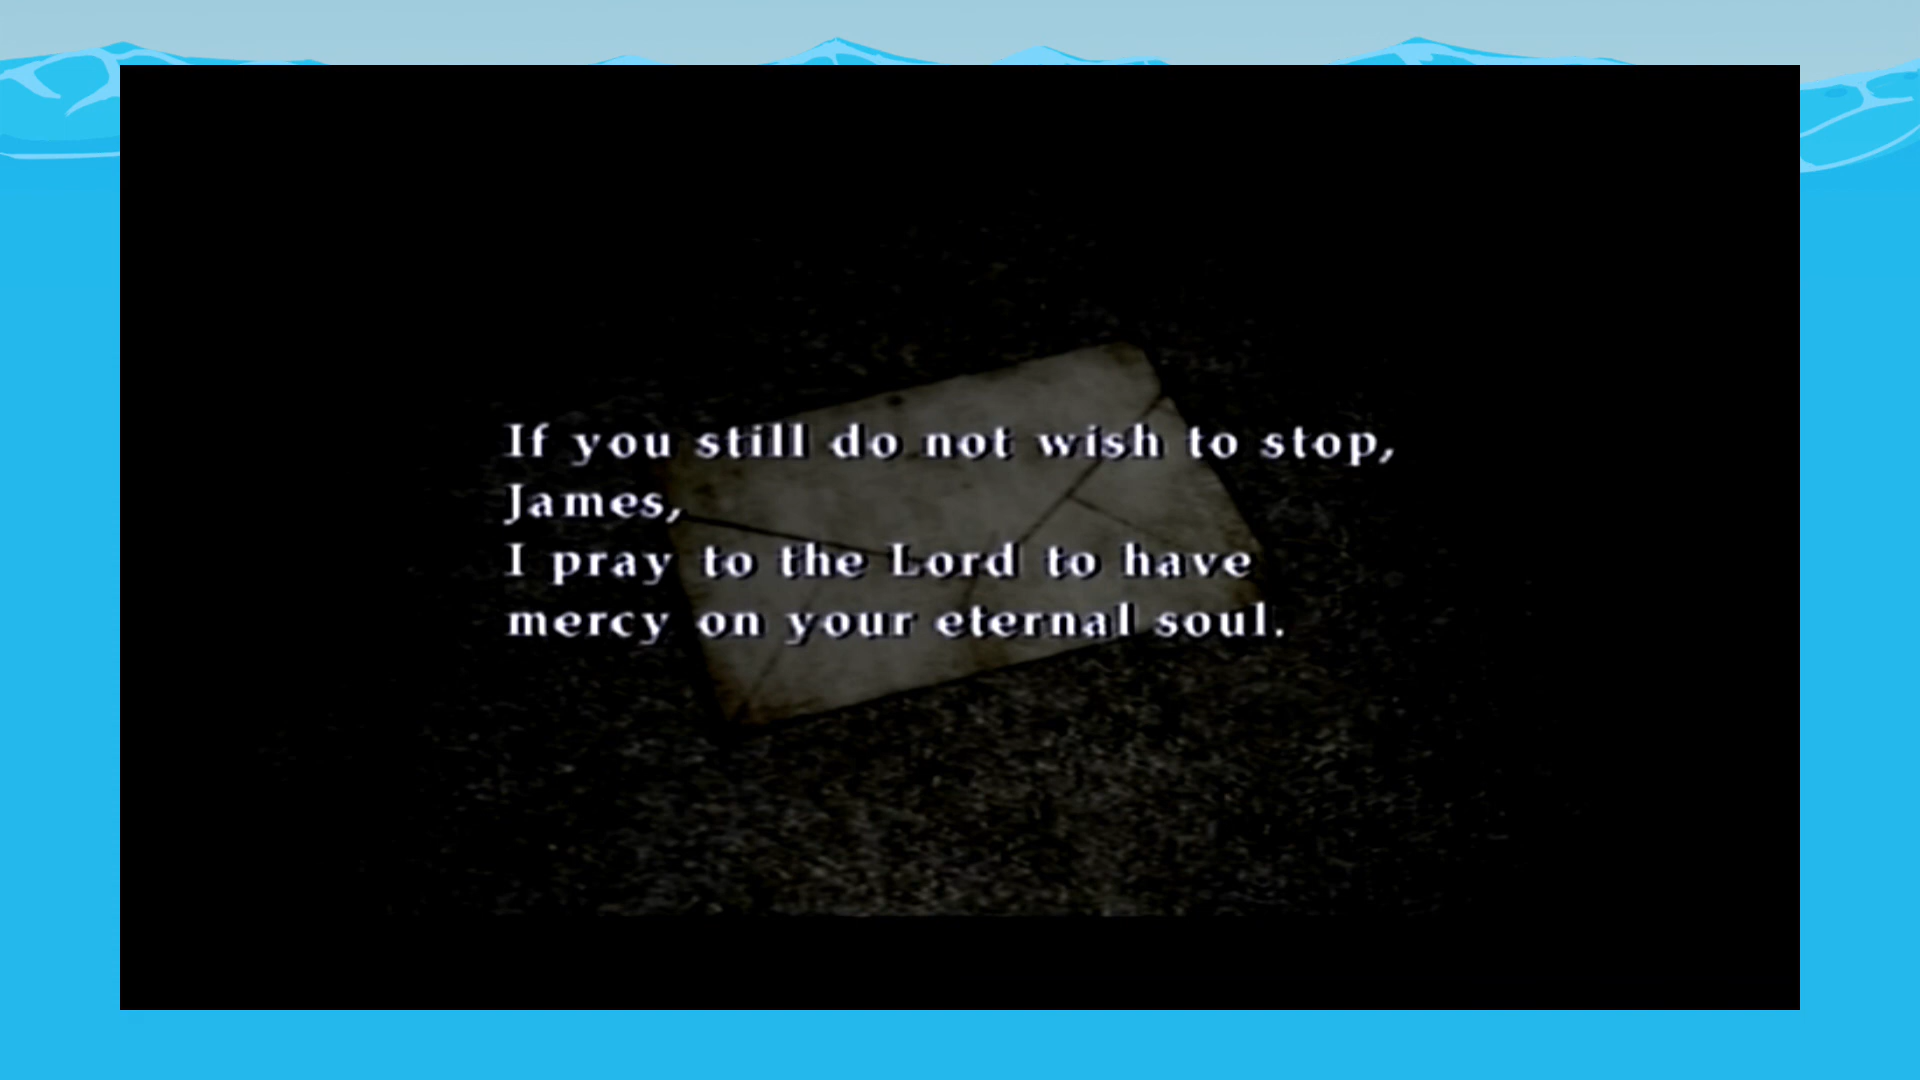 If you still do not wish to stop,
James,
I pray to the Lord to have
mercy on your eternal soul.